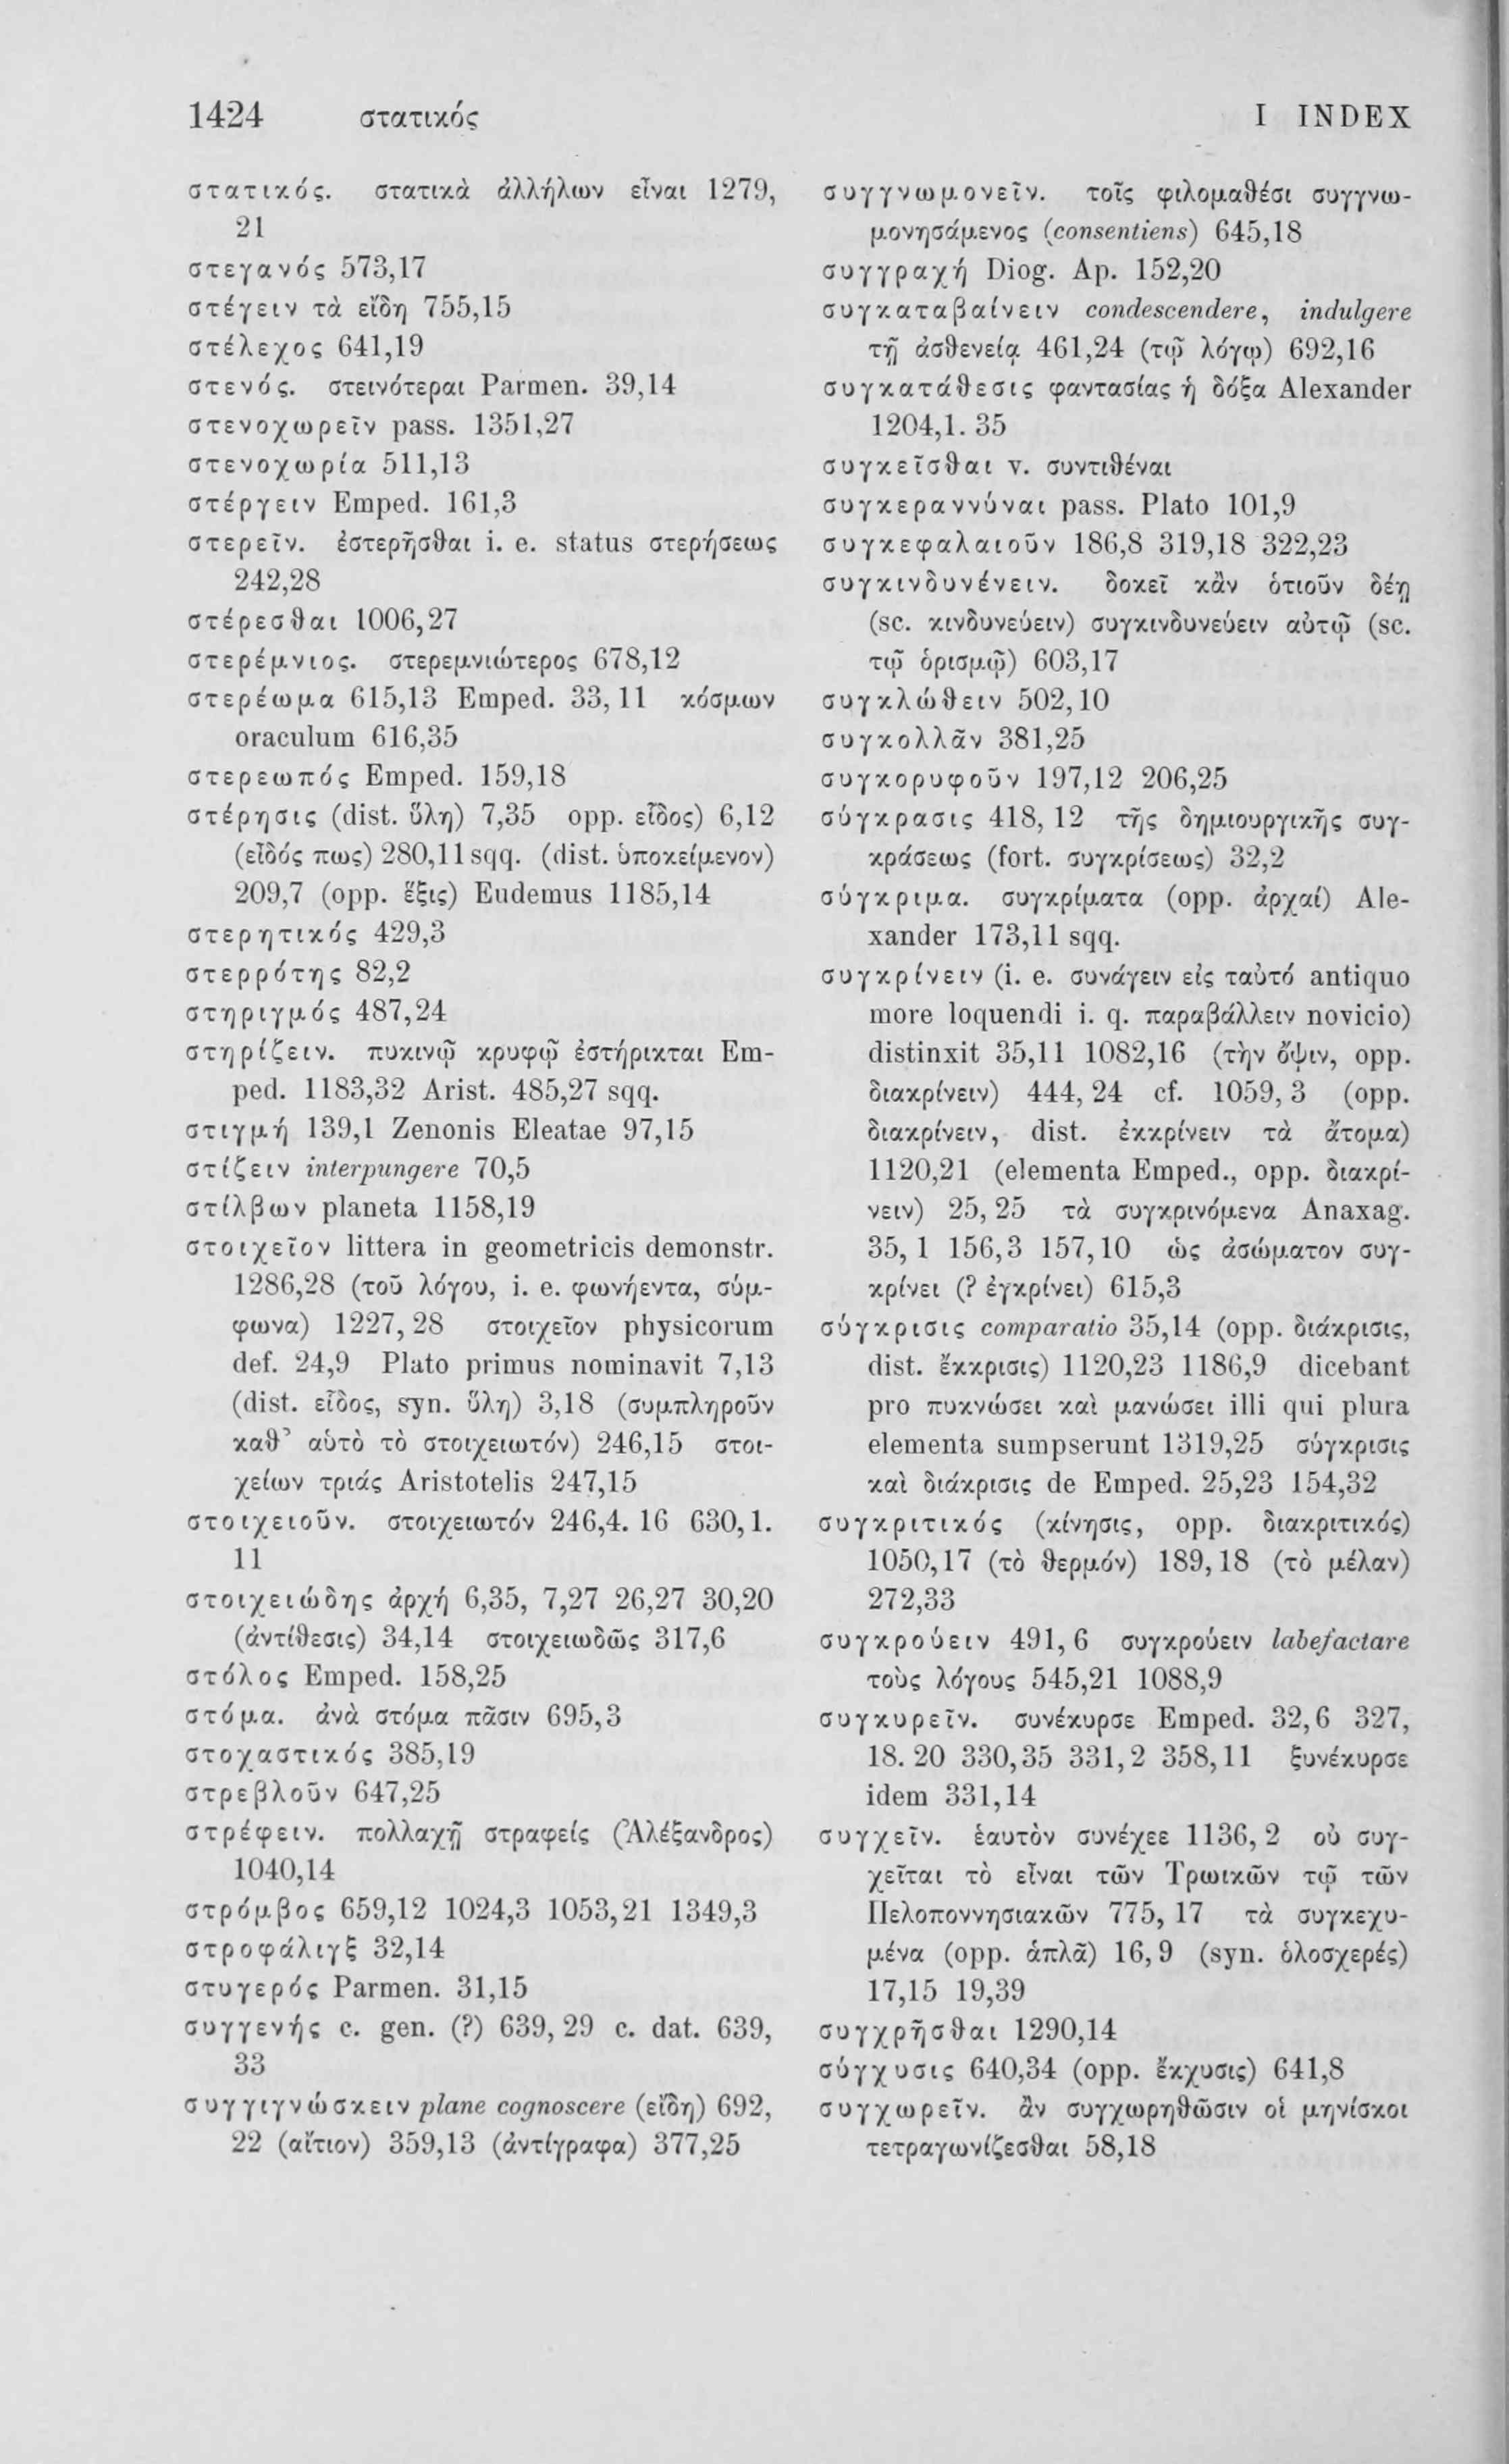 1424 στατικός I INDEX
στατικός. στατικὰ ἀλλήλων εἶναι 1279,
21
στεγανός 573,17
στέγειν τὰ εἴδη 755,15
στέλεχος 641,19
στενός. στεινότεραι Parmen. 39,14
στενοχωρεῖν pass. 1351,27
στενοχωρία 511,13
στέργειν Emped. 161,3
στερεῖν. ἐστερῆσθαι i. e. status στερήσεως
242,28
στέρεσθαι 1006,27
στερέμνιος. στερεμνιώτερος 678,12
στερέωμα 615,13 Emped. 33,11 κόσμων
oraculum 616,35
στερεωπός Emped. 159,18
στέρησις (dist. ὕλη) 7,35 opp. εἶδος) 6,12
(εἶδός πως) 280,11 sqq. (dist. ὑποκείμενον)
209,7 (opp. ἕξις) Eudemus 1185,14
στερητικός 429,3
στερρότης 82,2
στηριγμός 487,24
στηρίζειν. πυκινῷ κρυφῷ ἐστήρικται Em-
ped. 1183,32 Arist. 485,27 sqq.
στιγμή 139,1 Zenonis Eleatae 97,15
στίζειν interpungere 70,5
στίλβων planeta 1158,19
στοιχεῖον littera in geometricis demonstr.
1286,28 (τοῦ λόγου, i. e. φωνήεντα, σύμ-
φωνα) 1227,28 στοιχεῖον physicorum
def. 24,9 Plato primus nominavit 7,13
(dist. εἶδος, syn. ὕλη) 3,18 (συμπληροῦν
καθ᾽ αὑτὸ τὸ στοιχειωτόν) 246,15 στοι-
χείων τριάς Aristotelis 247,15
στοιχειοῦν. στοιχειωτόν 246,4. 16 630,1.
11
στοιχειώδης ἀρχή 6,35, 7,27 26,27 30,20
(ἀντίθεσις) 34,14 στοιχειωδῶς 317,6
στόλος Emped. 158,25
στόμα. ἀνὰ στόμα πᾶσιν 695,3
στοχαστικός 385,19
στρεβλοῦν 647,25
στρέφειν. πολλαχῇ στραφείς (Ἀλέξανδρος)
1040,14
στρόμβος 659,12 1024,3 1053,21 1349,3
στροφάλιγξ 32,14
στυγερός Parmen. 31,15
συγγενής c. gen. (?) 639,29 c. dat. 639,
33
συγγιγνώσκειν plane cognoscere (εἴδη) 692,
22 (αἴτιον) 359,13 (ἀντίγραφα) 377,25
συγγνωμονεῖν. τοῖς φιλομαθέσι συγγνω-
μονησάμενος (consentiens) 645,18
συγγραχή Diog. Ap. 152,20
συγκαταβαίνειν condescendere, indulgere
τῇ ἀσθενείᾳ 461,24 (τῷ λόγῳ) 692,16
συγκατάθεσις φαντασίας ἡ δόξα Alexander
1204,1. 35
συγκεῖσθαι v. συντιθέναι
συγκεραννύναι pass. Plato 101,9
συγκεφαλαιοῦν 186,8 319,18 322,23
συγκινδυνένειν. δοκεῖ κἂν ὁτιοῦν δέῃ
(sc. κινδυνεύειν) συγκινδυνεύειν αὐτῷ (sc.
τῷ ὁρισμῷ) 603,17
συγκλώθειν 502,10
συγκολλᾶν 381,25
συγκορυφοῦν 197,12 206,25
σύγκρασις 418,12 τῆς δημιουργικῆς συγ-
κράσεως (fort. συγκρίσεως) 32,2
σύγκριμα. συγκρίματα (opp. ἀρχαί) Ale-
xander 173,11 sqq.
συγκρίνειν (i. e. συνάγειν εἰς ταὐτό antiquo
more loquendi i. q. παραβάλλειν novicio)
distinxit 35,11 1082,16 (τὴν ὄψιν, opp.
διακρίνειν) 444,24 cf. 1059,3 (opp.
διακρίνειν, dist. ἐκκρίνειν τὰ ἄτομα)
1120,21 (elementa Emped., opp. διακρί-
νειν) 25,25 τὰ συγκρινόμενα Anaxag.
35,1 156,3 157,10 ὡς ἀσώματον συγ-
κρίνει (? ἐγκρίνει) 615,3
σύγκρισις comparatio 35,14 (opp. διάκρισις,
dist. ἔκκρισις) 1120,23 1186,9 dicebant
pro πυκνώσει καὶ μανώσει illi qui plura
elementa sumpserunt 1319,25 σύγκρισις
καὶ διάκρισις de Emped. 25,23 154,32
συγκριτικός (κίνησις, opp. διακριτικός)
1050,17 (τὸ θερμόν) 189,18 (τὸ μέλαν)
272,33
συγκρούειν 491,6 συγκρούειν labefactare
τοὺς λόγους 545,21 1088,9
συγκυρεῖν. συνέκυρσε Emped. 32,6 327,
18. 20 330,35 331,2 358,11 ξυνέκυρσε
idem 331,14
συγχεῖν. ἑαυτὸν συνέχεε 1136,2 οὐ συγ-
χεῖται τὸ εἶναι τῶν Τρωικῶν τῷ τῶν
Πελοποννησιακῶν 775,17 τὰ συγκεχυ-
μένα (opp. ἁπλᾶ) 16,9 (syn. ὁλοσχερές)
17,15 19,39
συγχρῆσθαι 1290,14
σύγχυσις 640,34 (opp. ἔκχυσις) 641,8
συγχωρεῖν. ἂν συγχωρηθῶσιν οἱ μηνίσκοι
τετραγωνίζεσθαι 58,18